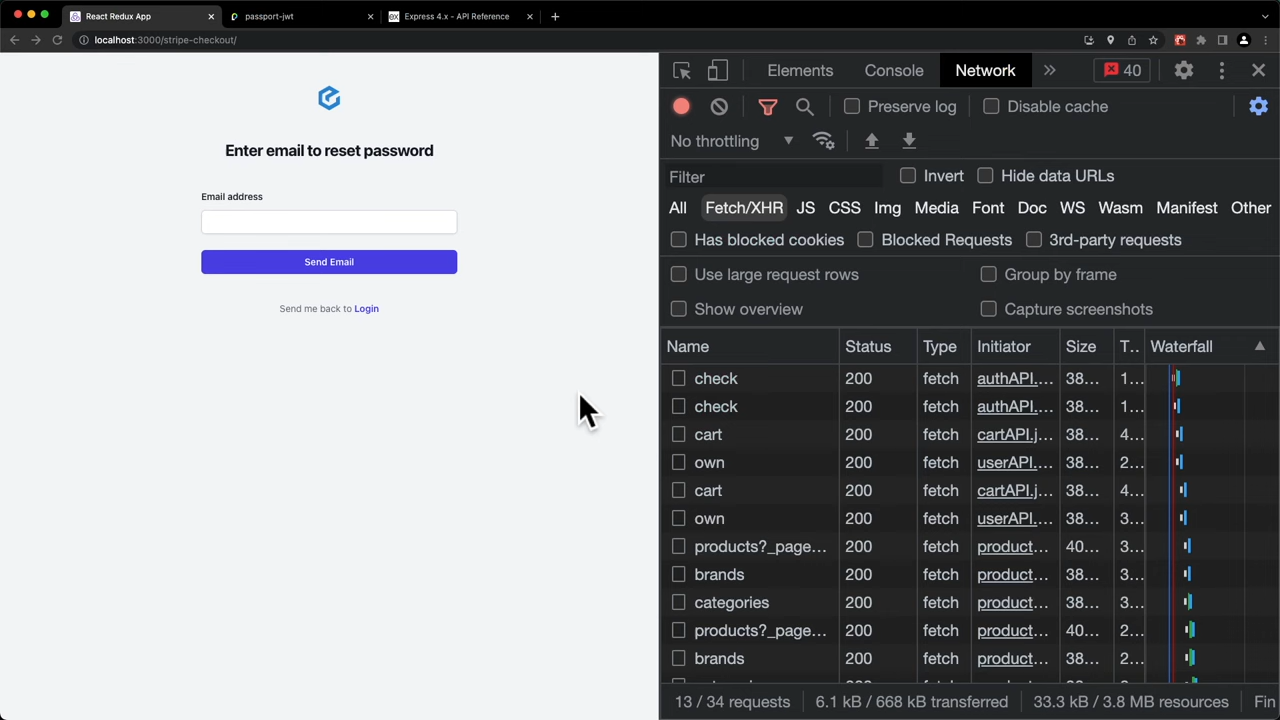 React Redux App
passport-jwt
Express 4.x - API Reference
localhost:3000/stripe-checkout/
Enter email to reset password
Email address
Send Email
Send me back to Login
Elements Console Network 40
Preserve log Disable cache
No throttling
Filter Invert Hide data URLs
All Fetch/XHR JS CSS Img Media Font Doc WS Wasm Manifest Other
Has blocked cookies Blocked Requests 3rd-party requests
Use large request rows Group by frame
Show overview Capture screenshots
Name Status Type Initiator Size T.. Waterfall
check 200 fetch authAPI.... 38... 1...
check 200 fetch authAPI.... 38... 1...
cart 200 fetch cartAPI.j... 38... 4...
own 200 fetch userAPI.... 38... 2...
cart 200 fetch cartAPI.j... 38... 4...
own 200 fetch userAPI.... 38... 3...
products?_page... 200 fetch product... 40... 3...
brands 200 fetch product... 38... 3...
categories 200 fetch product... 38... 3...
products?_page... 200 fetch product... 40... 2...
brands 200 fetch product... 38... 2...
13 / 34 requests 6.1 kB / 668 kB transferred 33.3 kB / 3.8 MB resources Fin